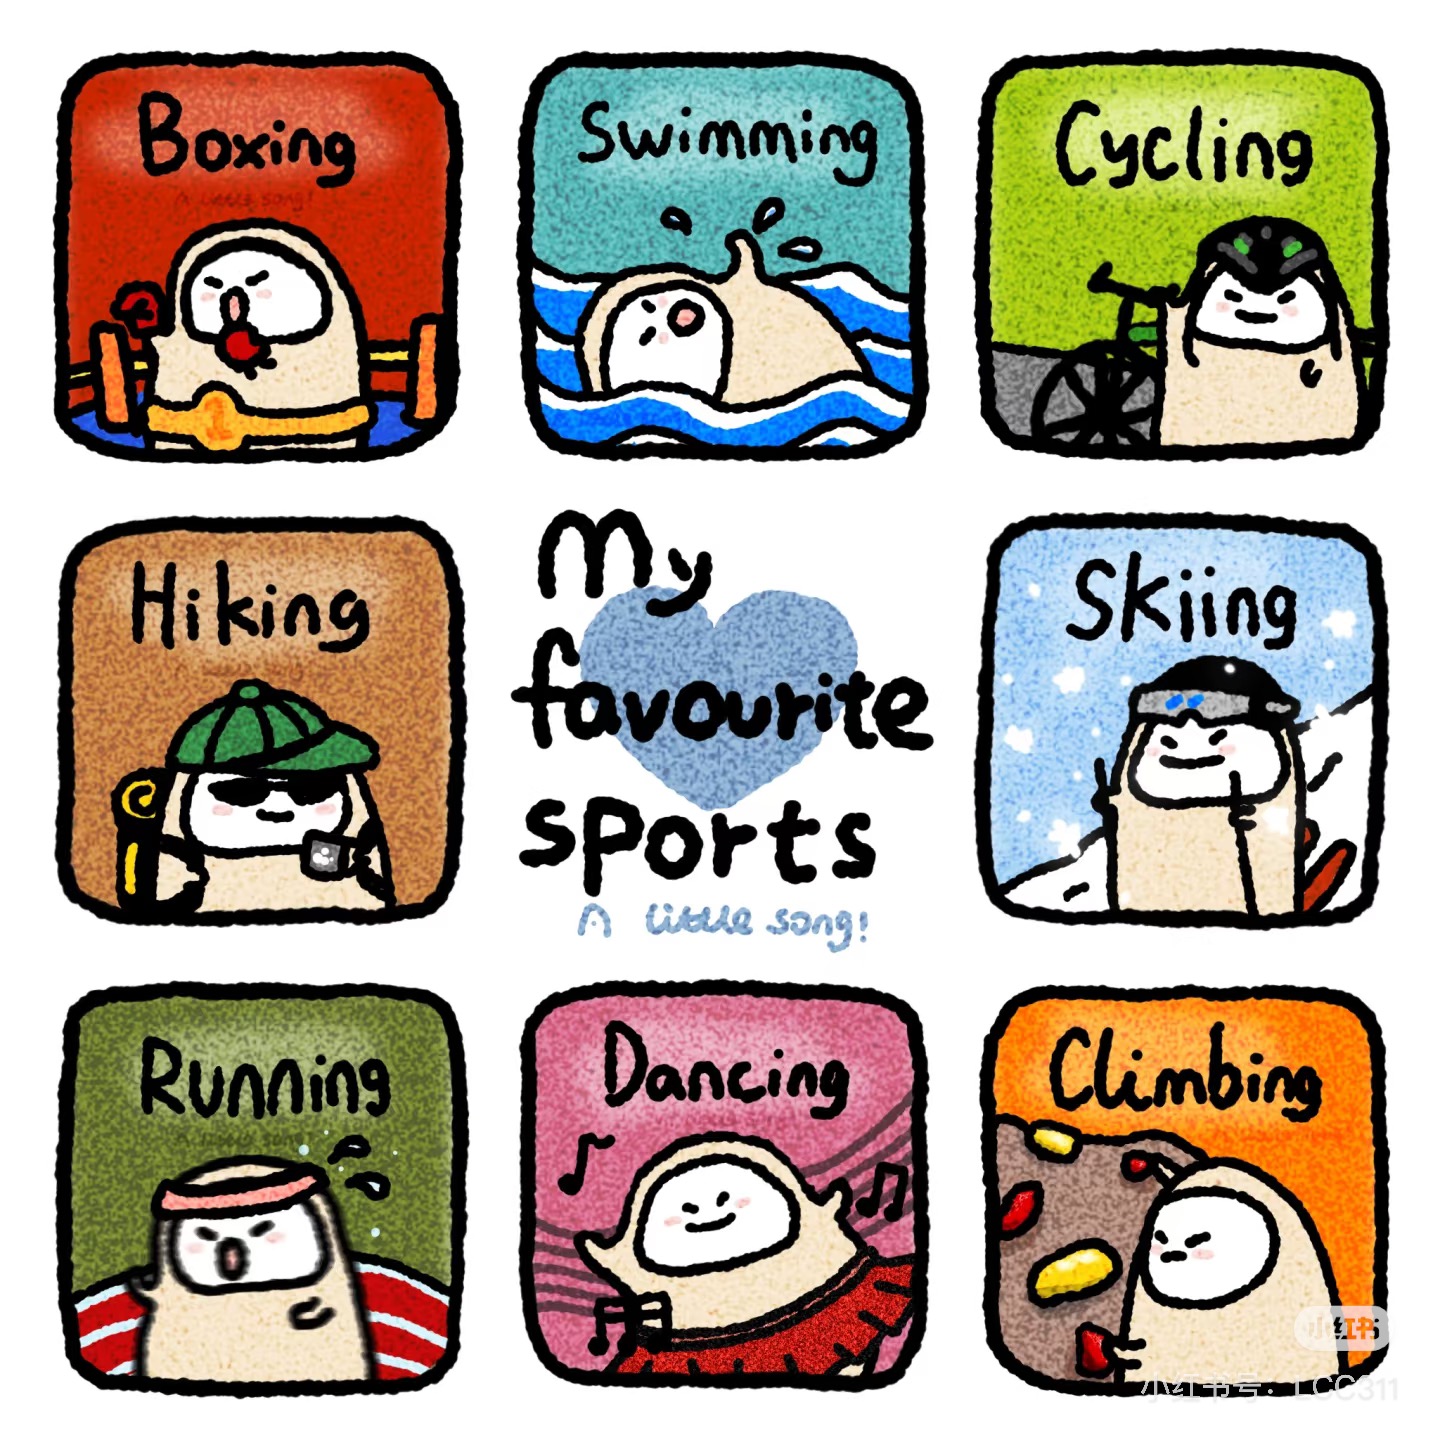 Boxing
A little song!
Swimming
Cycling
1
Hiking
My
favourite
sports
A little song!
Skiing
Running
A little song
Dancing
Climbing
小红书
小红书号：LCC311